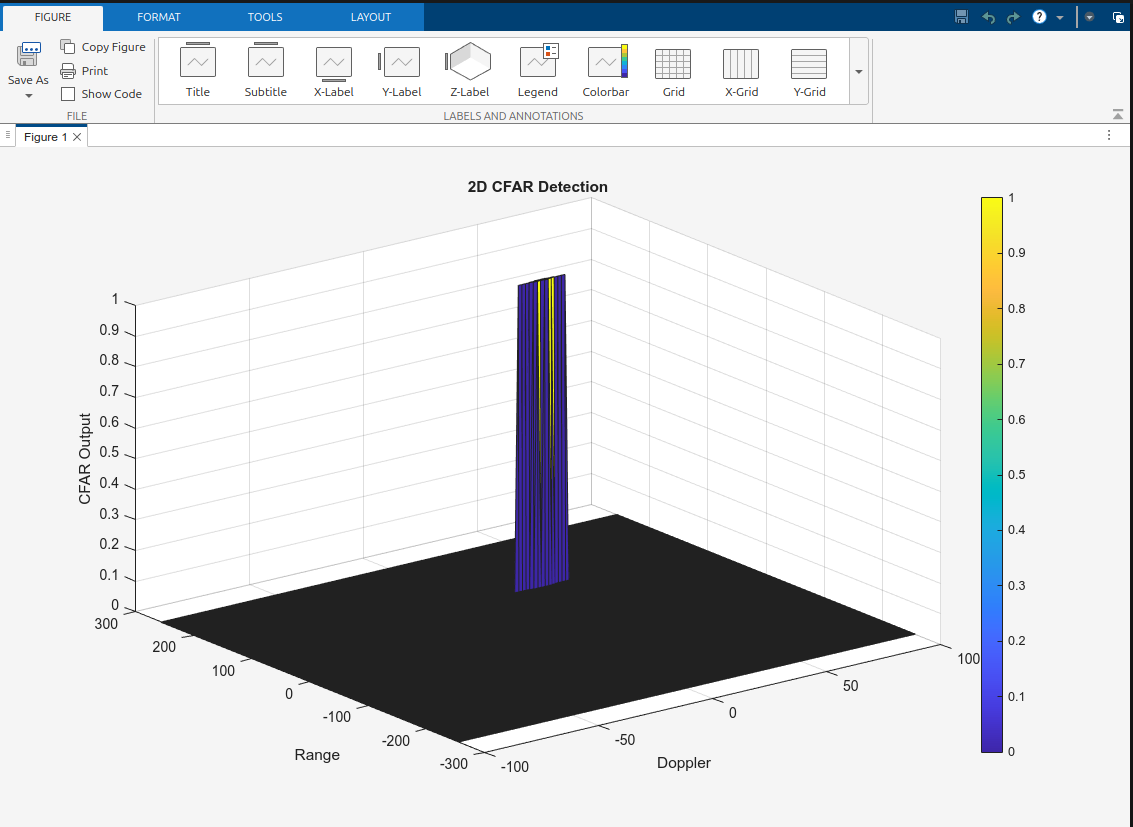 FIGURE FORMAT TOOLS LAYOUT
?
Save As
Copy Figure
Print
Show Code
FILE
Title Subtitle X-Label Y-Label Z-Label Legend Colorbar Grid X-Grid Y-Grid
LABELS AND ANNOTATIONS
Figure 1
2D CFAR Detection
CFAR Output
1
0.9
0.8
0.7
0.6
0.5
0.4
0.3
0.2
0.1
0
300
200
100
0
-100
-200
-300
Range
-100
-50
0
50
100
Doppler
1
0.9
0.8
0.7
0.6
0.5
0.4
0.3
0.2
0.1
0